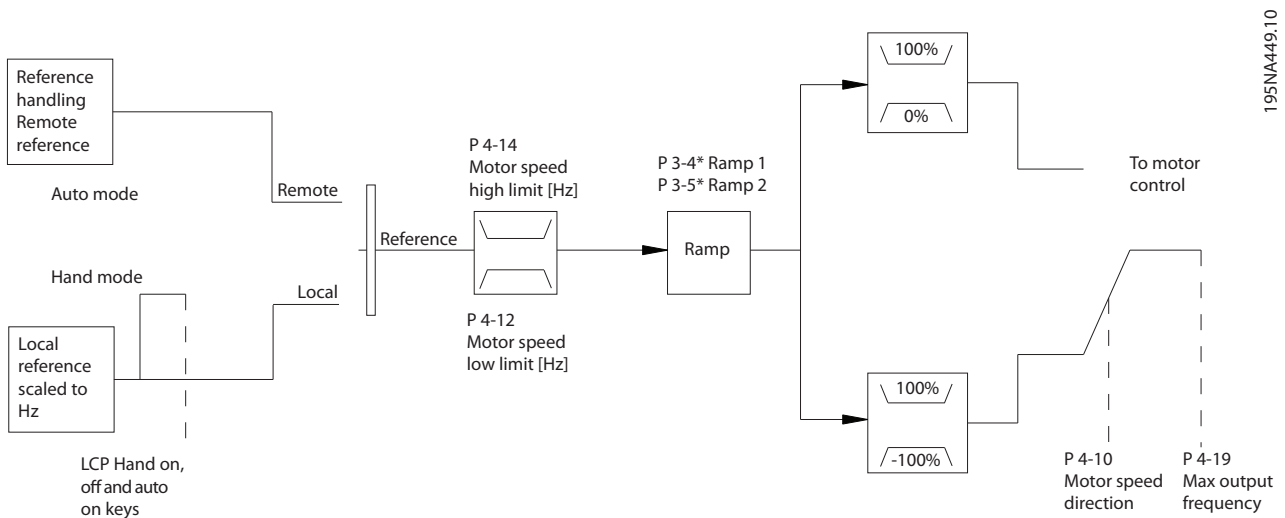 195NA449.10
Reference
handling
Remote
reference
Auto mode
Remote
Hand mode
Local
Local
reference
scaled to
Hz
LCP Hand on,
off and auto
on keys
Reference
P 4-14
Motor speed
high limit [Hz]
P 4-12
Motor speed
low limit [Hz]
P 3-4* Ramp 1
P 3-5* Ramp 2
Ramp
100%
0%
100%
-100%
To motor
control
P 4-10
Motor speed
direction
P 4-19
Max output
frequency